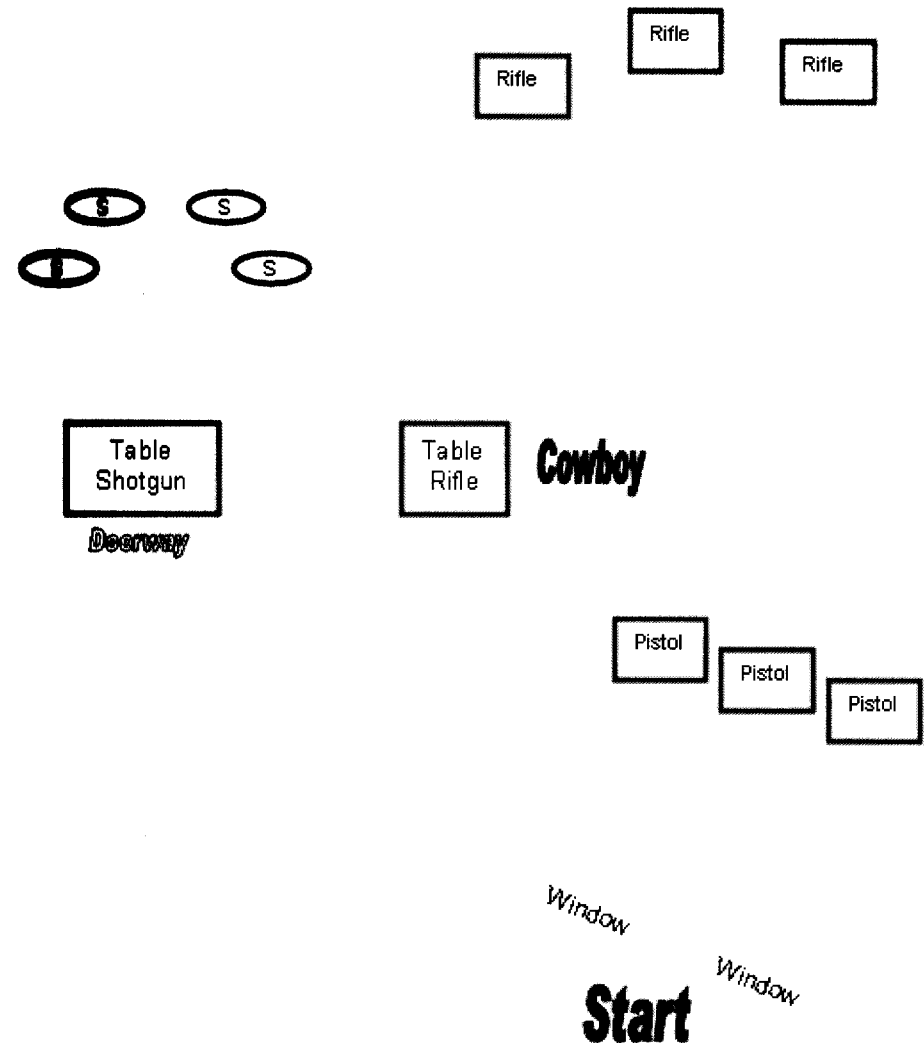 Rifle
Rifle
Rifle
S
S
S
S
Table
Shotgun
Table
Rifle
Cowboy
Doorway
Pistol
Pistol
Pistol
Window
Window
Start